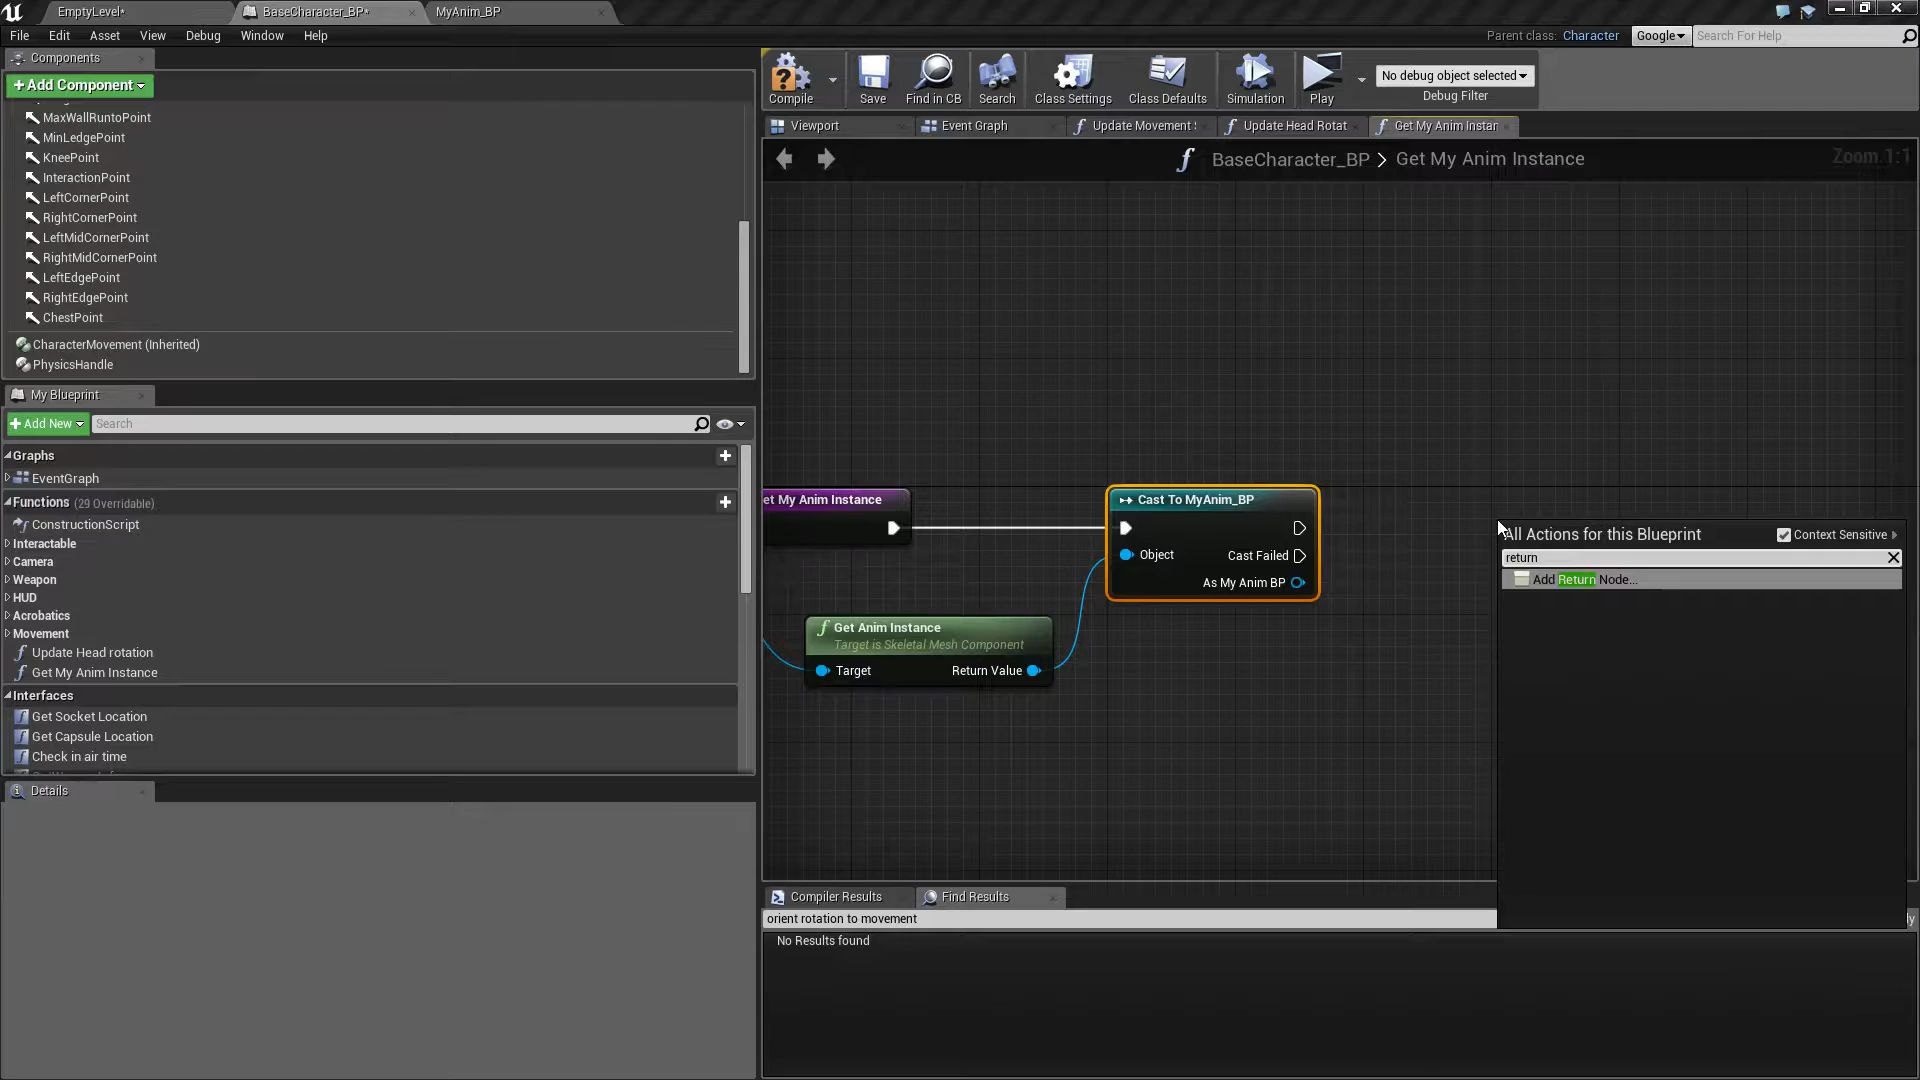 EmptyLevel*
BaseCharacter_BP*
MyAnim_BP
File
Edit
Asset
View
Debug
Window
Help
Parent class: Character
Google
Search For Help
Components
+Add Component
MaxWallRuntoPoint
MinLedgePoint
KneePoint
InteractionPoint
LeftCornerPoint
RightCornerPoint
LeftMidCornerPoint
RightMidCornerPoint
LeftEdgePoint
RightEdgePoint
ChestPoint
CharacterMovement (Inherited)
PhysicsHandle
Compile
Save
Find in CB
Search
Class Settings
Class Defaults
Simulation
Play
No debug object selected
Debug Filter
Viewport
Event Graph
Update Movement
Update Head Rotat
Get My Anim Instan
BaseCharacter_BP > Get My Anim Instance
Zoom 1:1
My Blueprint
+ Add New
Search
Graphs
EventGraph
Functions (29 Overridable)
ConstructionScript
Interactable
Camera
Weapon
HUD
Acrobatics
Movement
Update Head rotation
Get My Anim Instance
Interfaces
Get Socket Location
Get Capsule Location
Check in air time
Details
et My Anim Instance
Cast To MyAnim_BP
Object
Cast Failed
As My Anim BP
Get Anim Instance
Target is Skeletal Mesh Component
Target
Return Value
All Actions for this Blueprint
Context Sensitive
return
Add Return Node...
Compiler Results
Find Results
orient rotation to movement
No Results found